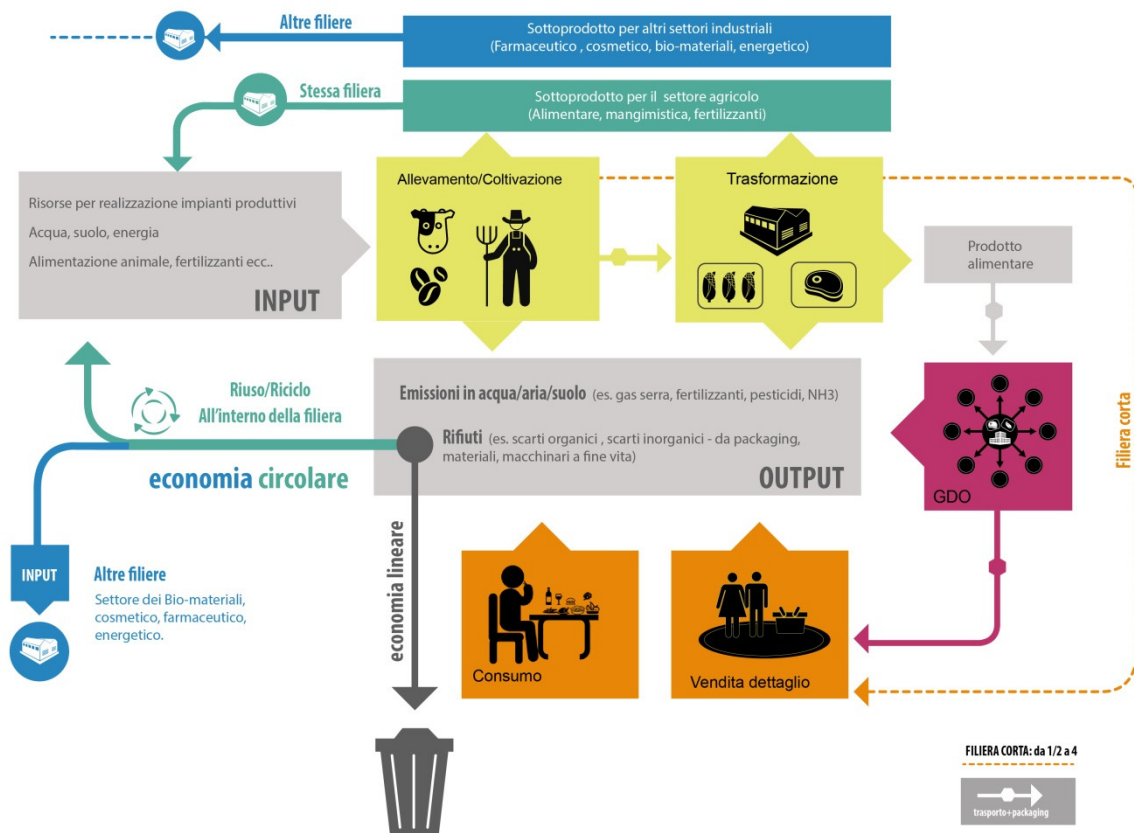 Altre filiere
Sottoprodotto per altri settori industriali
(Farmaceutico , cosmetico, bio-materiali, energetico)
Stessa filiera
Sottoprodotto per il settore agricolo
(Alimentare, mangimistica, fertilizzanti)
Risorse per realizzazione impianti produttivi
Acqua, suolo, energia
Alimentazione animale, fertilizzanti ecc..
INPUT
Allevamento/Coltivazione
Trasformazione
Prodotto
alimentare
Riuso/Riciclo
All'interno della filiera
economia circolare
Emissioni in acqua/aria/suolo (es. gas serra, fertilizzanti, pesticidi, NH3)
Rifiuti (es. scarti organici , scarti inorganici - da packaging,
materiali, macchinari a fine vita)
OUTPUT
GDO
Filiera corta
INPUT
Altre filiere
Settore dei Bio-materiali,
cosmetico, farmaceutico,
energetico.
economia lineare
Consumo
Vendita dettaglio
FILIERA CORTA: da 1/2 a 4
trasporto+packaging